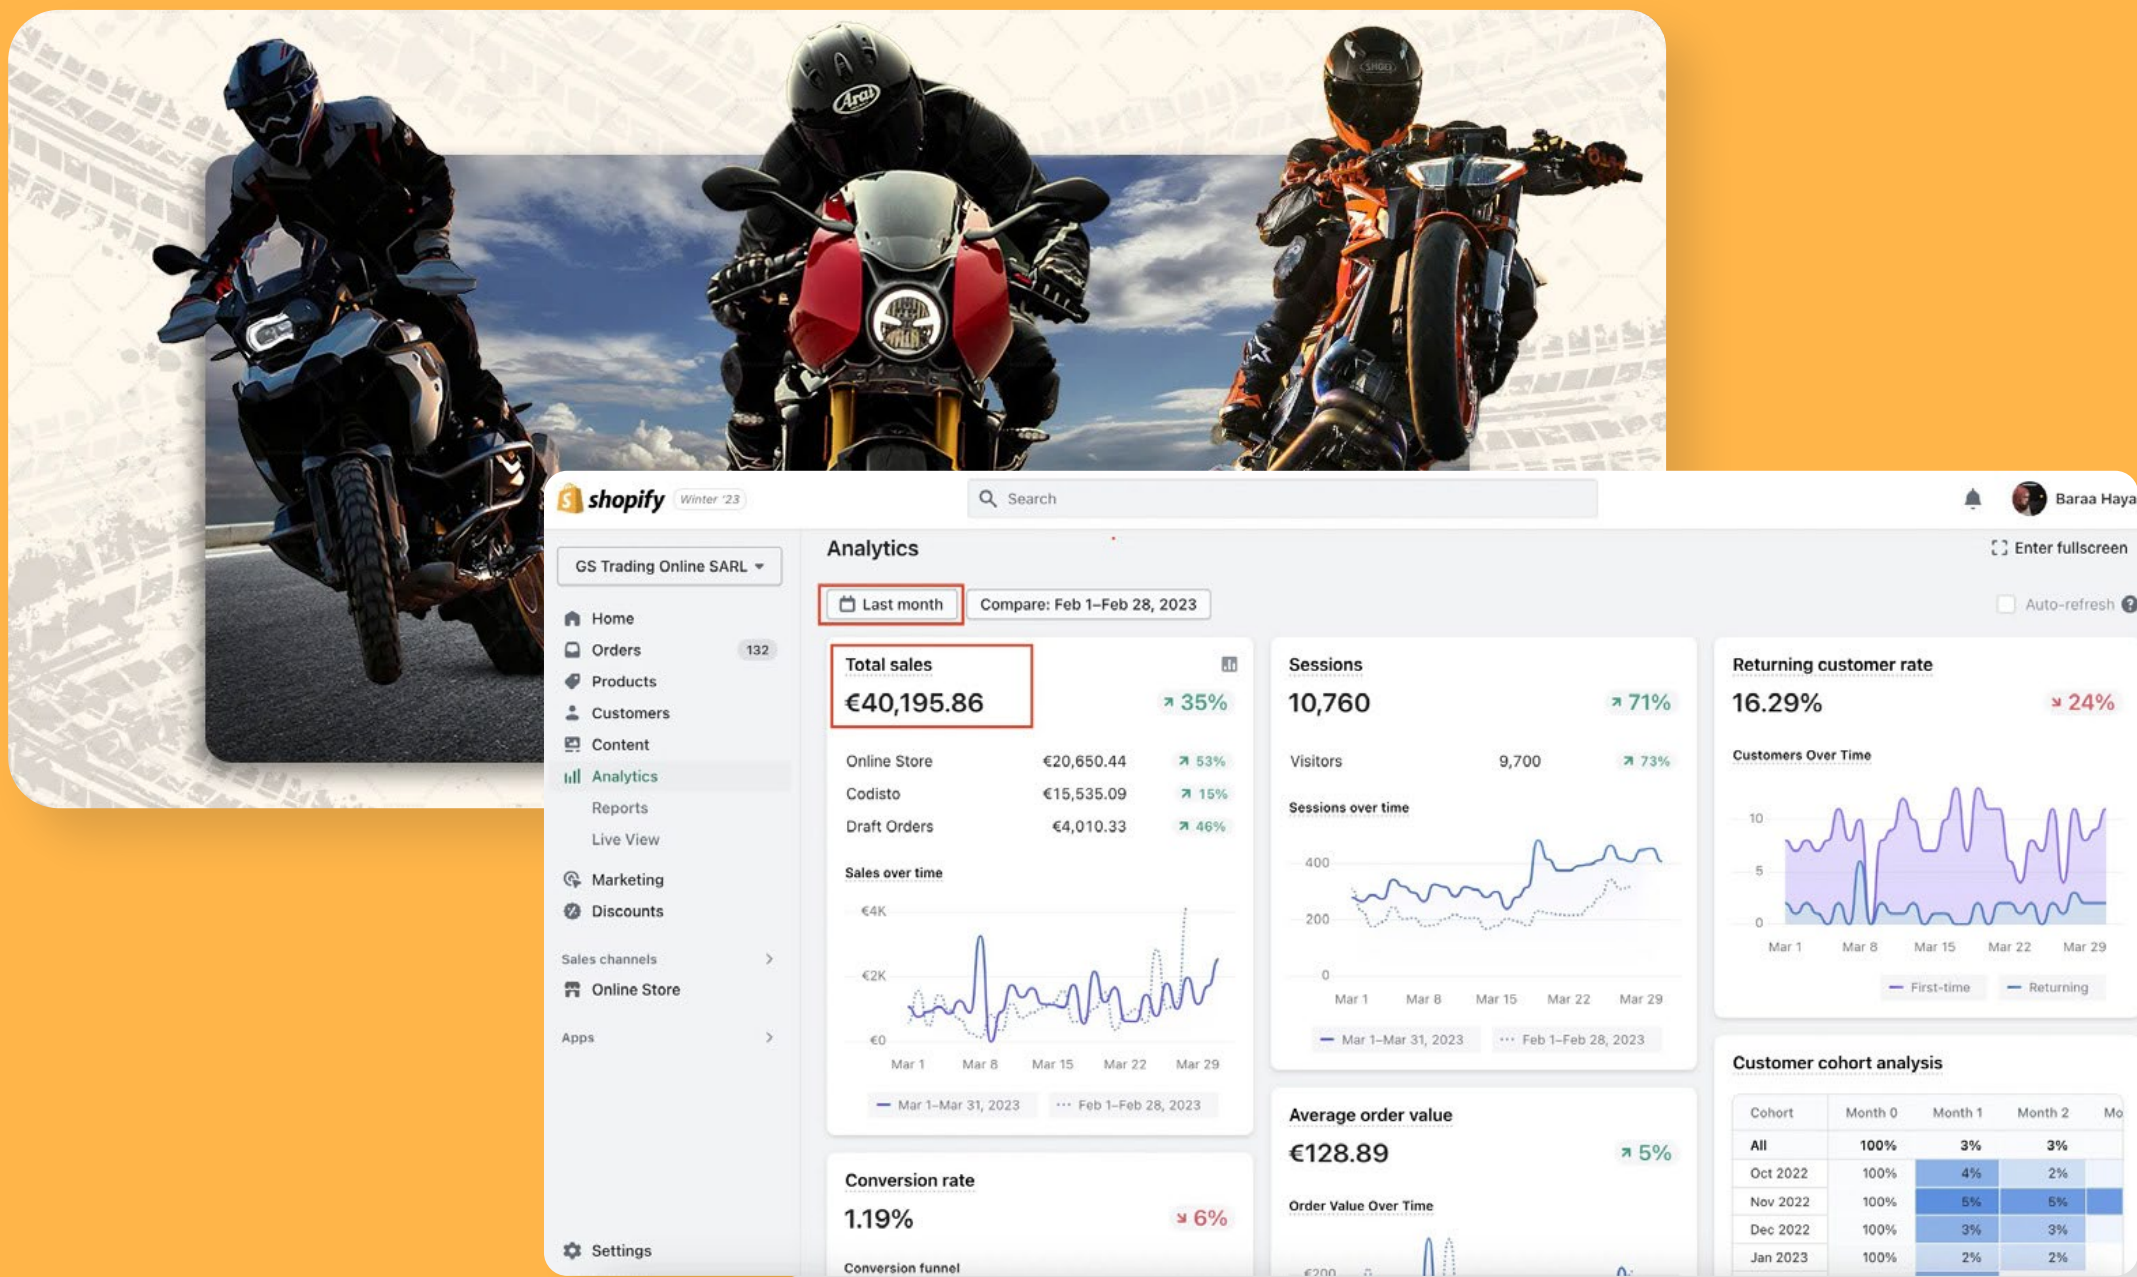 Arai
SHOEI
shopify
Winter '23
Search
Baraa Haya
GS Trading Online SARL
Home
Orders 132
Products
Customers
Content
Analytics
Reports
Live View
Marketing
Discounts
Sales channels
Online Store
Apps
Settings
Analytics
Enter fullscreen
Last month
Compare: Feb 1–Feb 28, 2023
Auto-refresh
Total sales
€40,195.86 35%
Online Store €20,650.44 53%
Codisto €15,535.09 15%
Draft Orders €4,010.33 46%
Sales over time
€4K
€2K
€0
Mar 1 Mar 8 Mar 15 Mar 22 Mar 29
Mar 1–Mar 31, 2023 Feb 1–Feb 28, 2023
Conversion rate
1.19% 6%
Conversion funnel
Sessions
10,760 71%
Visitors 9,700 73%
Sessions over time
400
200
0
Mar 1 Mar 8 Mar 15 Mar 22 Mar 29
Mar 1–Mar 31, 2023 Feb 1–Feb 28, 2023
Average order value
€128.89 5%
Order Value Over Time
€200
Returning customer rate
16.29% 24%
Customers Over Time
10
5
0
Mar 1 Mar 8 Mar 15 Mar 22 Mar 29
First-time Returning
Customer cohort analysis
Cohort Month 0 Month 1 Month 2 Mo
All 100% 3% 3%
Oct 2022 100% 4% 2%
Nov 2022 100% 5% 5%
Dec 2022 100% 3% 3%
Jan 2023 100% 2% 2%